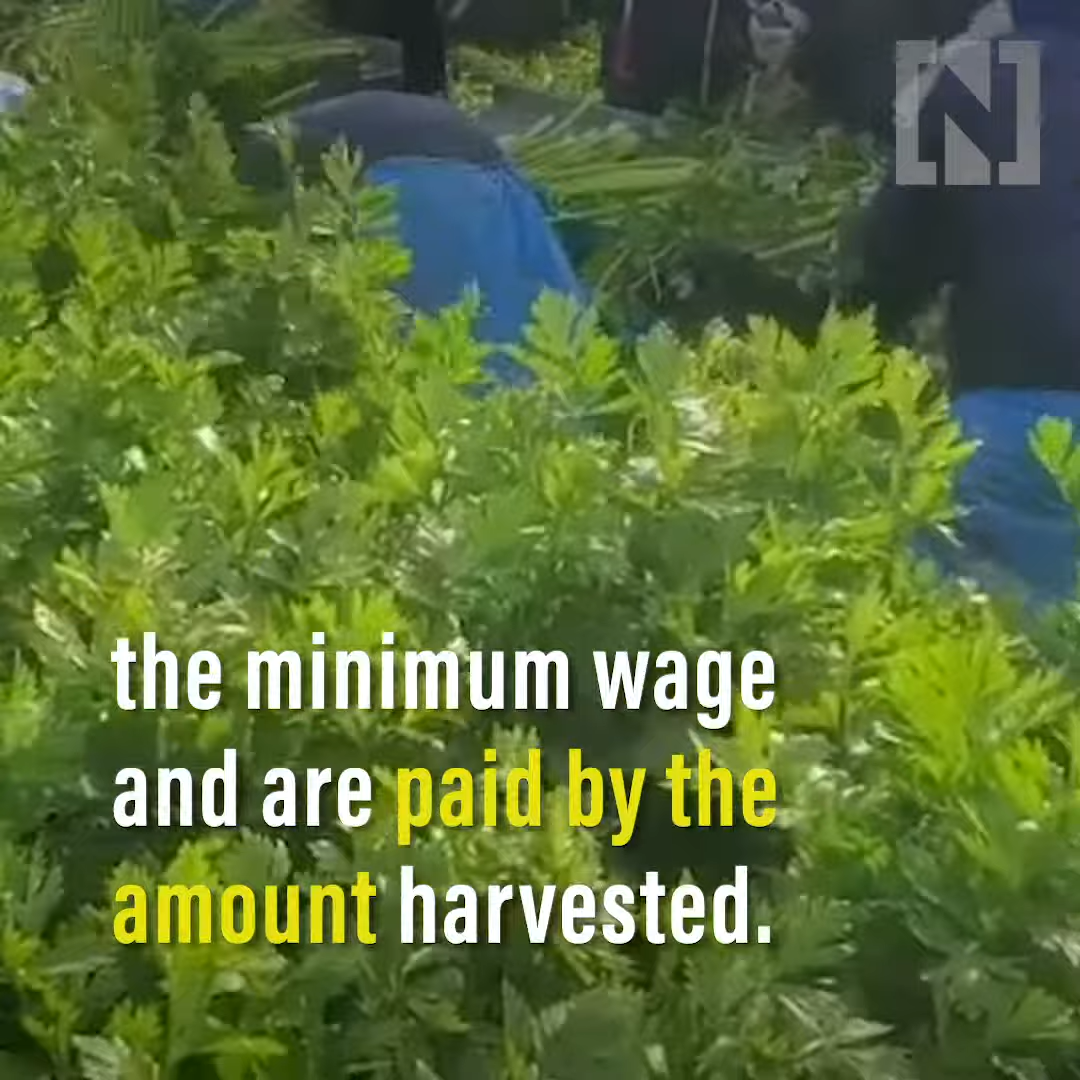 [N]
the minimum wage
and are paid by the
amount harvested.